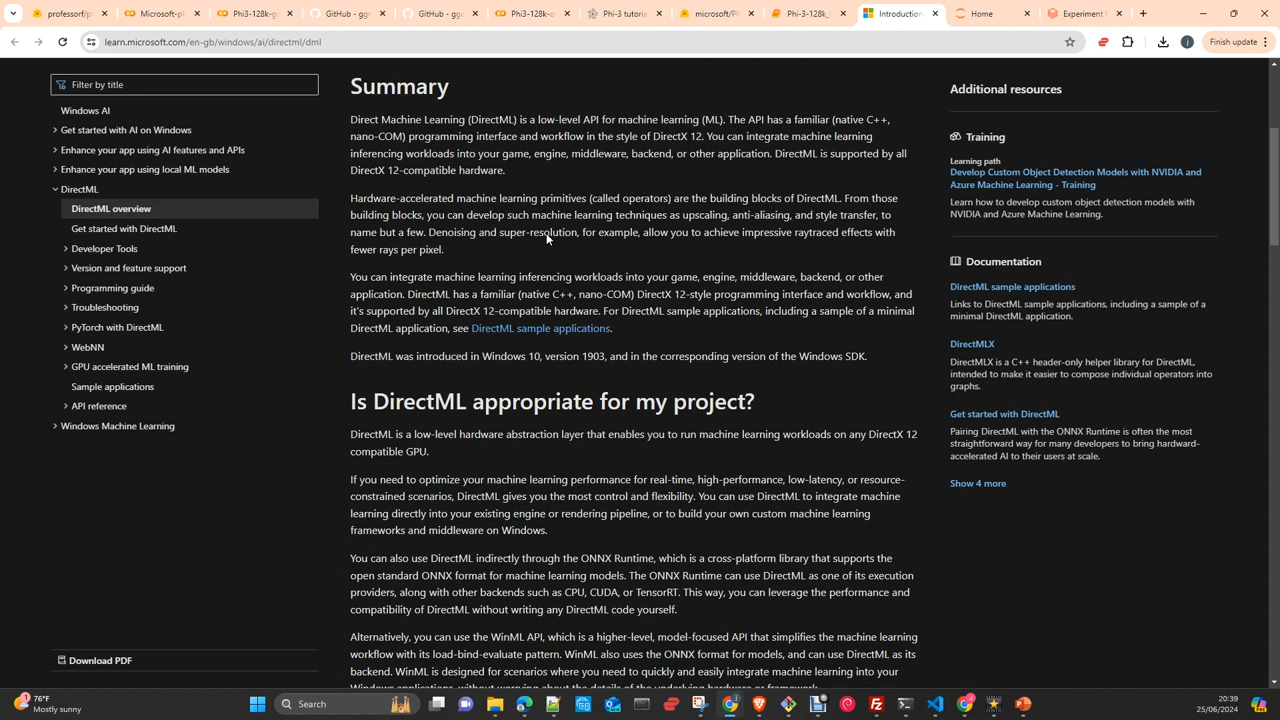 professorf/p
Microsoft-ph
Phi3-128k-g
GitHub - gge
GitHub - gge
Phi3-128k-c
Phi-3 tutoria
microsoft/Ph
Phi-3-128k_
Introduction
Home
Experiment
learn.microsoft.com/en-gb/windows/ai/directml/dml
Finish update
Filter by title
Windows AI
Get started with AI on Windows
Enhance your app using AI features and APIs
Enhance your app using local ML models
DirectML
DirectML overview
Get started with DirectML
Developer Tools
Version and feature support
Programming guide
Troubleshooting
PyTorch with DirectML
WebNN
GPU accelerated ML training
Sample applications
API reference
Windows Machine Learning
Download PDF
Summary
Direct Machine Learning (DirectML) is a low-level API for machine learning (ML). The API has a familiar (native C++,
nano-COM) programming interface and workflow in the style of DirectX 12. You can integrate machine learning
inferencing workloads into your game, engine, middleware, backend, or other application. DirectML is supported by all
DirectX 12-compatible hardware.
Hardware-accelerated machine learning primitives (called operators) are the building blocks of DirectML. From those
building blocks, you can develop such machine learning techniques as upscaling, anti-aliasing, and style transfer, to
name but a few. Denoising and super-resolution, for example, allow you to achieve impressive raytraced effects with
fewer rays per pixel.
You can integrate machine learning inferencing workloads into your game, engine, middleware, backend, or other
application. DirectML has a familiar (native C++, nano-COM) DirectX 12-style programming interface and workflow, and
it's supported by all DirectX 12-compatible hardware. For DirectML sample applications, including a sample of a minimal
DirectML application, see DirectML sample applications.
DirectML was introduced in Windows 10, version 1903, and in the corresponding version of the Windows SDK.
Is DirectML appropriate for my project?
DirectML is a low-level hardware abstraction layer that enables you to run machine learning workloads on any DirectX 12
compatible GPU.
If you need to optimize your machine learning performance for real-time, high-performance, low-latency, or resource-
constrained scenarios, DirectML gives you the most control and flexibility. You can use DirectML to integrate machine
learning directly into your existing engine or rendering pipeline, or to build your own custom machine learning
frameworks and middleware on Windows.
You can also use DirectML indirectly through the ONNX Runtime, which is a cross-platform library that supports the
open standard ONNX format for machine learning models. The ONNX Runtime can use DirectML as one of its execution
providers, along with other backends such as CPU, CUDA, or TensorRT. This way, you can leverage the performance and
compatibility of DirectML without writing any DirectML code yourself.
Alternatively, you can use the WinML API, which is a higher-level, model-focused API that simplifies the machine learning
workflow with its load-bind-evaluate pattern. WinML also uses the ONNX format for models, and can use DirectML as its
backend. WinML is designed for scenarios where you need to quickly and easily integrate machine learning into your
Windows applications, without worrying about the details of the underlying hardware or framework.
Additional resources
Training
Learning path
Develop Custom Object Detection Models with NVIDIA and
Azure Machine Learning - Training
Learn how to develop custom object detection models with
NVIDIA and Azure Machine Learning.
Documentation
DirectML sample applications
Links to DirectML sample applications, including a sample of a
minimal DirectML application.
DirectMLX
DirectMLX is a C++ header-only helper library for DirectML,
intended to make it easier to compose individual operators into
graphs.
Get started with DirectML
Pairing DirectML with the ONNX Runtime is often the most
straightforward way for many developers to bring hardware-
accelerated AI to their users at scale.
Show 4 more
76°F
Mostly sunny
Search
20:39
25/06/2024